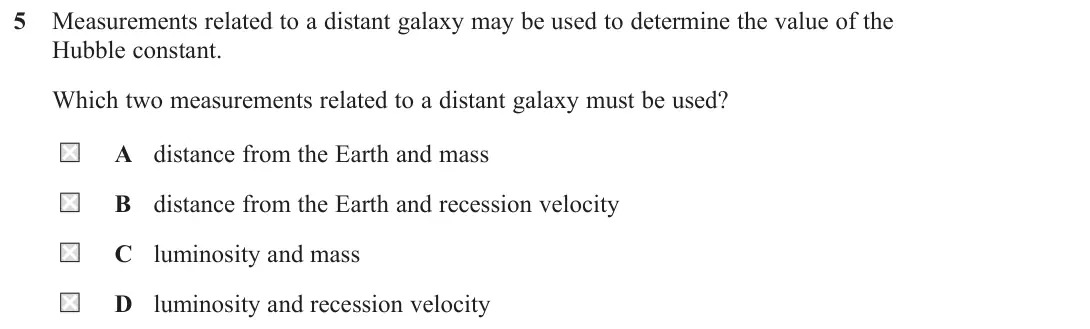 5 Measurements related to a distant galaxy may be used to determine the value of the
Hubble constant.
Which two measurements related to a distant galaxy must be used?
A distance from the Earth and mass
B distance from the Earth and recession velocity
C luminosity and mass
D luminosity and recession velocity